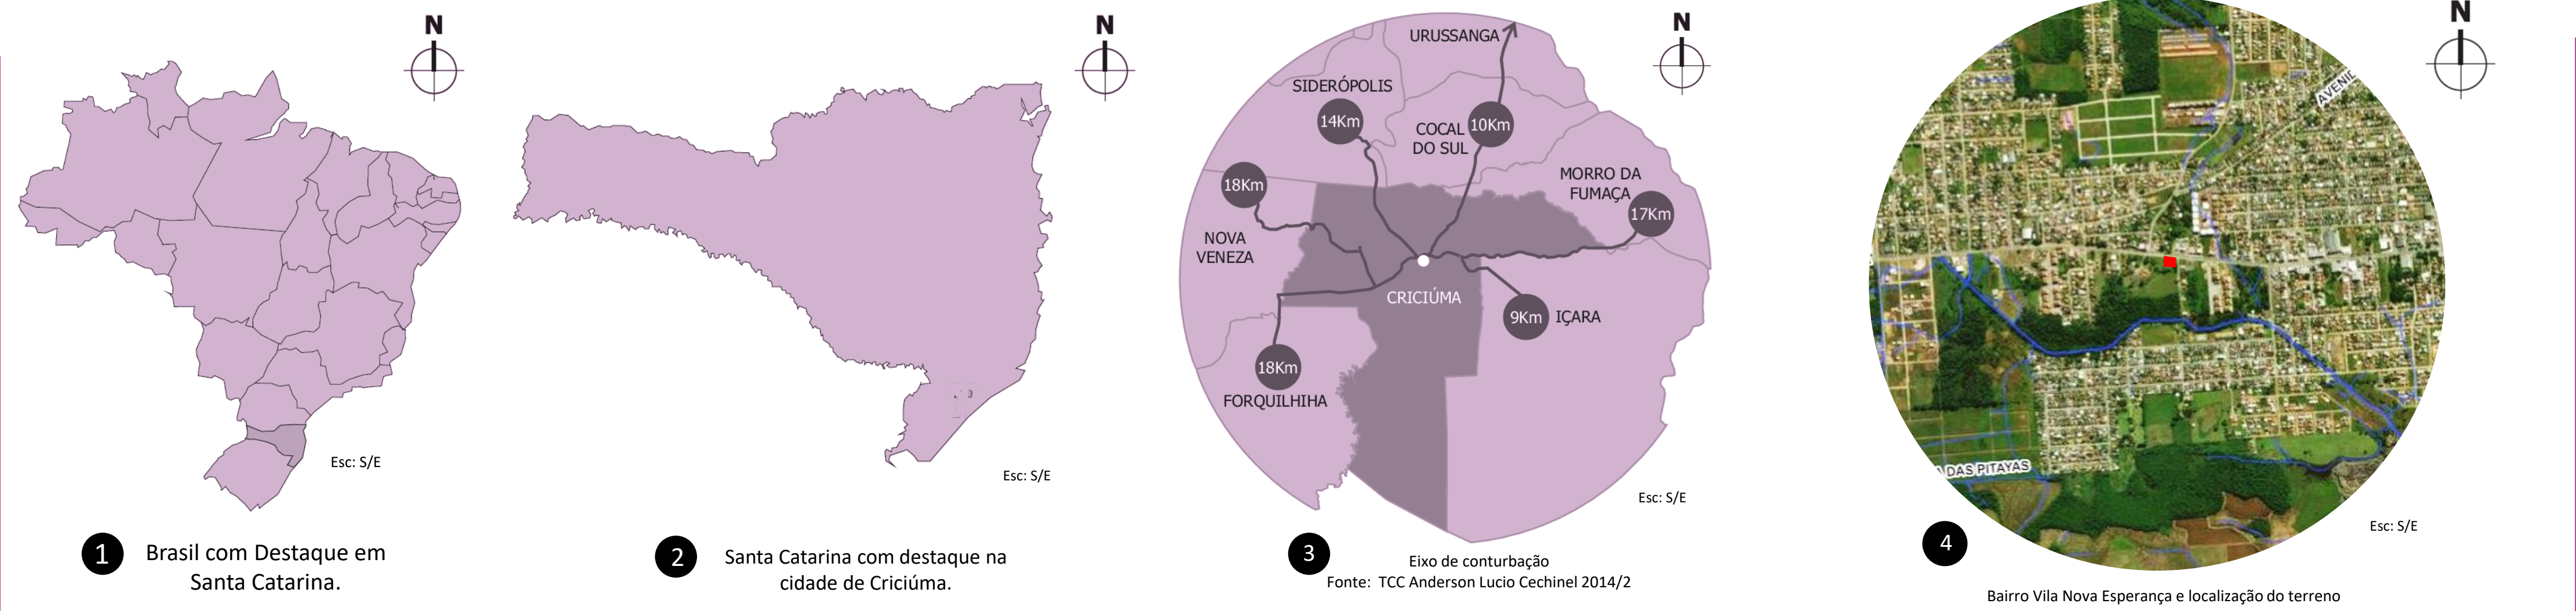 N
Esc: S/E
1
Brasil com Destaque em
Santa Catarina.
N
Esc: S/E
2
Santa Catarina com destaque na
cidade de Criciúma.
N
URUSSANGA
SIDERÓPOLIS
14Km
COCAL
DO SUL
10Km
MORRO DA
FUMAÇA
17Km
18Km
NOVA
VENEZA
CRICIÚMA
9Km
IÇARA
18Km
FORQUILHIHA
Esc: S/E
3
Eixo de conturbação
Fonte: TCC Anderson Lucio Cechinel 2014/2
N
AVENID
A DAS PITAYAS
Esc: S/E
4
Bairro Vila Nova Esperança e localização do terreno